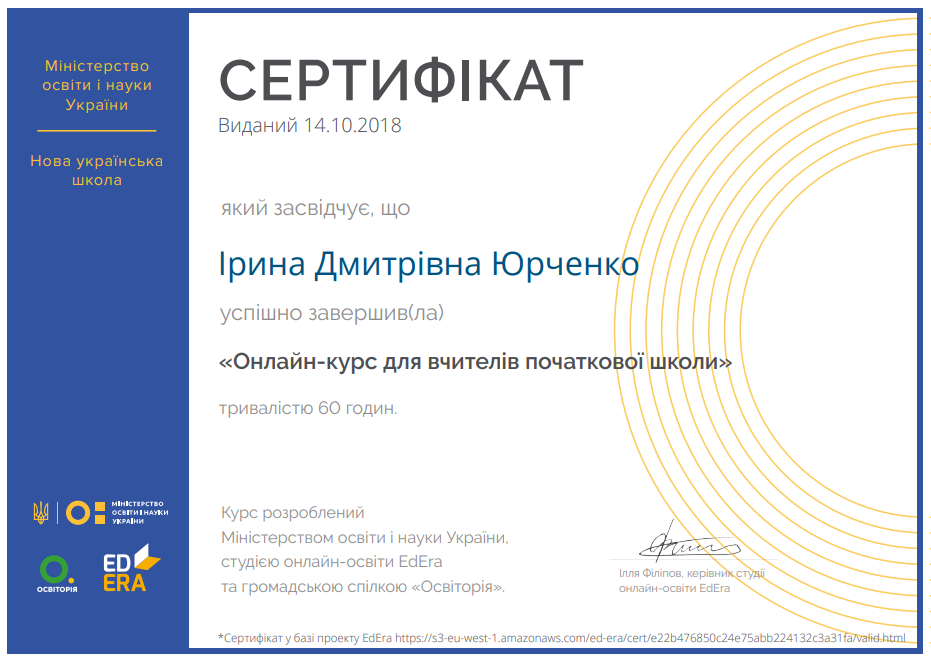 Міністерство
освіти і науки
України
Нова українська
школа
СЕРТИФІКАТ
Виданий 14.10.2018
який засвідчує, що
Ірина Дмитрівна Юрченко
успішно завершив(ла)
«Онлайн-курс для вчителів початкової школи»
тривалістю 60 годин.
МІНІСТЕРСТВО
ОСВІТИ І НАУКИ
УКРАЇНИ
ОСВІТОРІЯ
ED
ERA
Курс розроблений
Міністерством освіти і науки України,
студією онлайн-освіти EdEra
та громадською спілкою «Освіторія».
Ілля Філіпов, керівник студії
онлайн-освіти EdEra
*Сертифікат у базі проекту EdEra https://s3-eu-west-1.amazonaws.com/ed-era/cert/e22b476850c24e75abb224132c3a31fa/valid.html